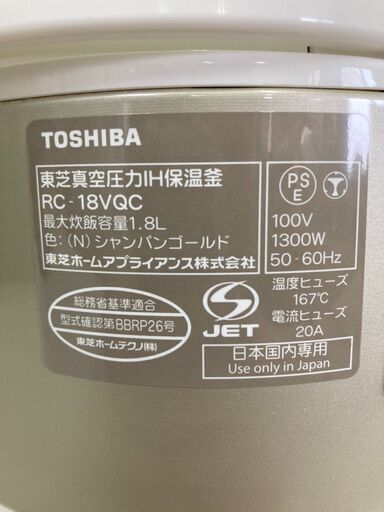 TOSHIBA
東芝真空圧力IH保温釜
RC-18VQC
最大炊飯容量1.8L
色:(N)シャンパンゴールド
東芝ホームアプライアンス株式会社
総務省基準適合
型式確認第BBRP26号
東芝ホームテクノ(株)
PS
E
100V
1300W
50-60Hz
S
JET
温度ヒューズ
167℃
電流ヒューズ
20A
日本国内専用
Use only in Japan